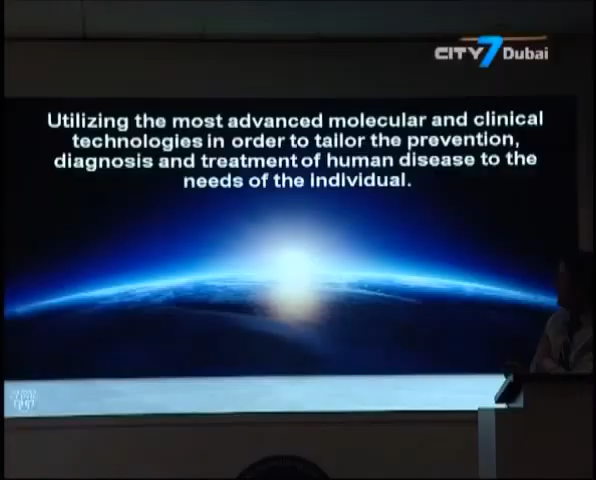 CITY7 Dubai
Utilizing the most advanced molecular and clinical
technologies in order to tailor the prevention,
diagnosis and treatment of human disease to the
needs of the individual.